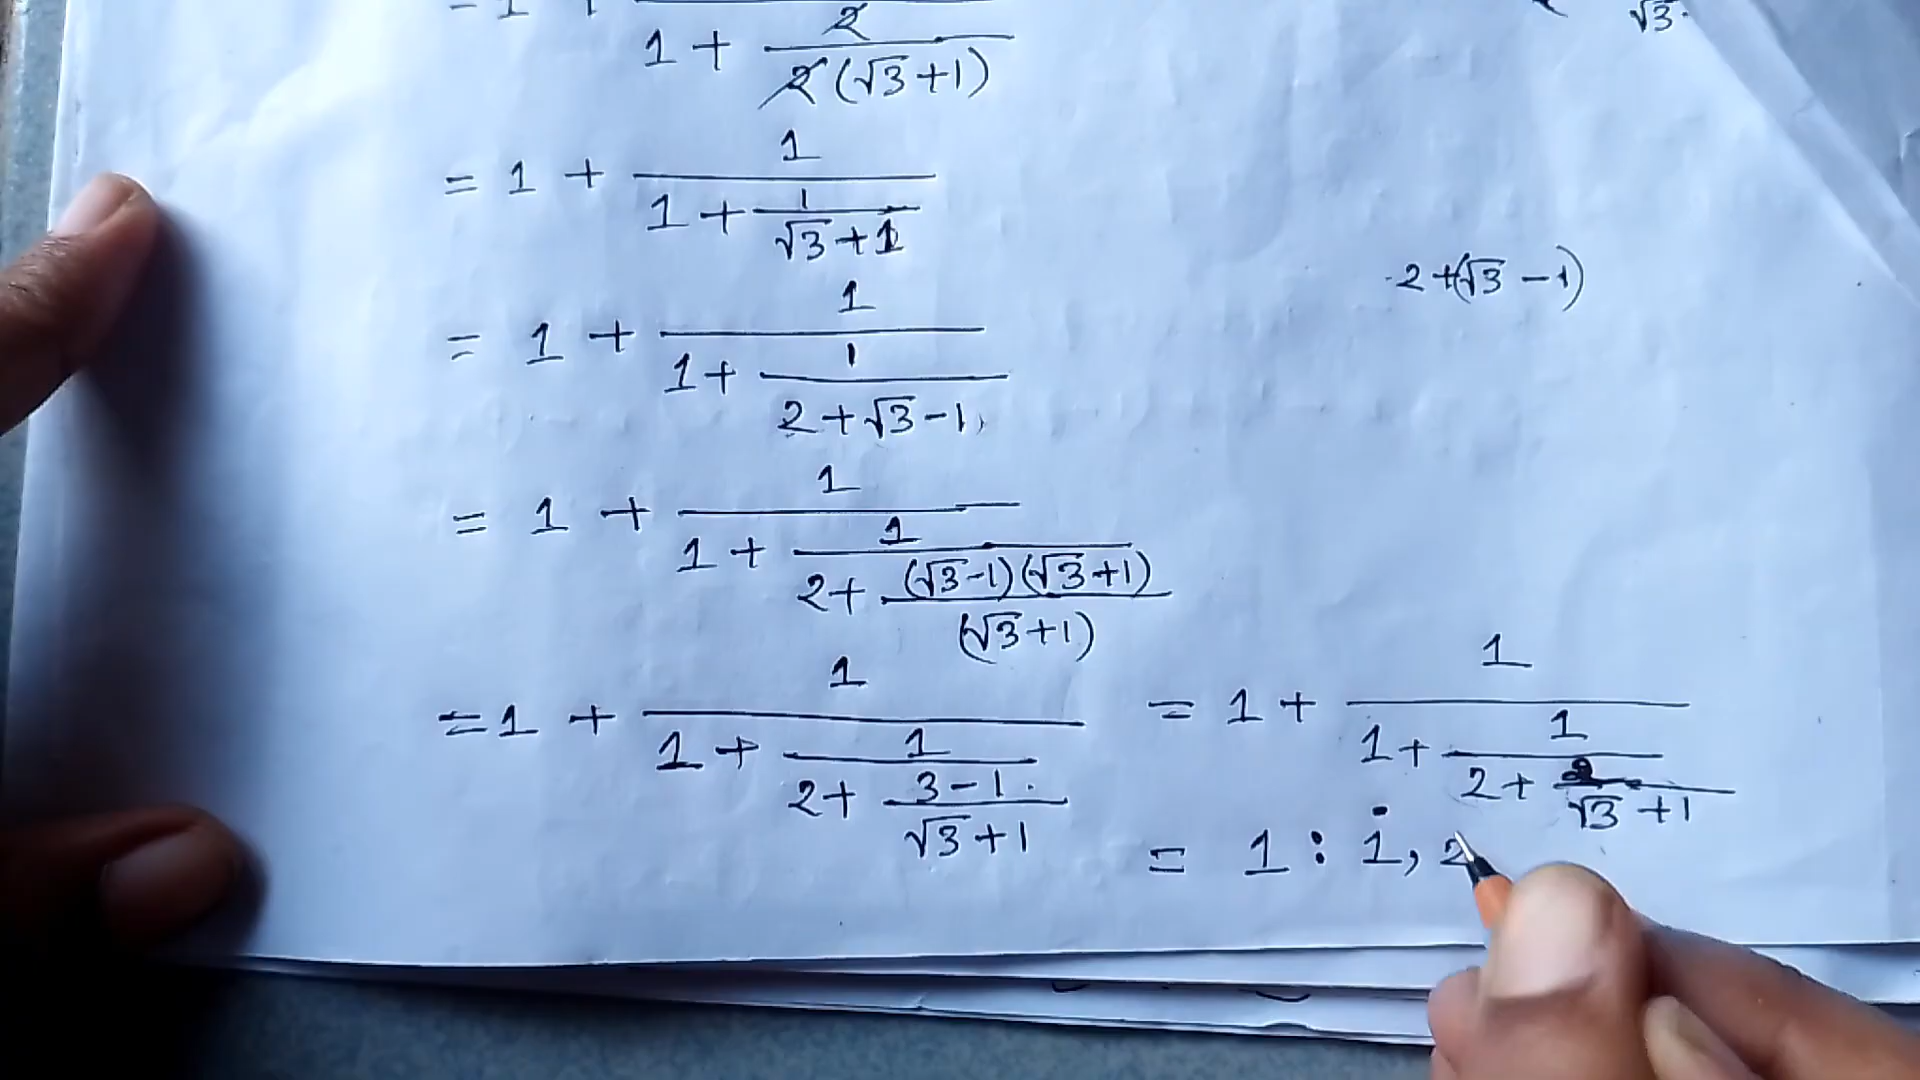 = 1 +
1 + 2/2(√3+1)
√3.
= 1 + 1/(1 + 1/(√3+1))
2+(√3-1)
= 1 + 1/(1 + 1/(2+√3-1))
= 1 + 1/(1 + 1/(2 + (√3-1)(√3+1)/(√3+1)))
= 1 + 1/(1 + 1/(2 + (3-1)/(√3+1)))
= 1 + 1/(1 + 1/(2 + 2/(√3+1)))
= 1 : 1̇, 2